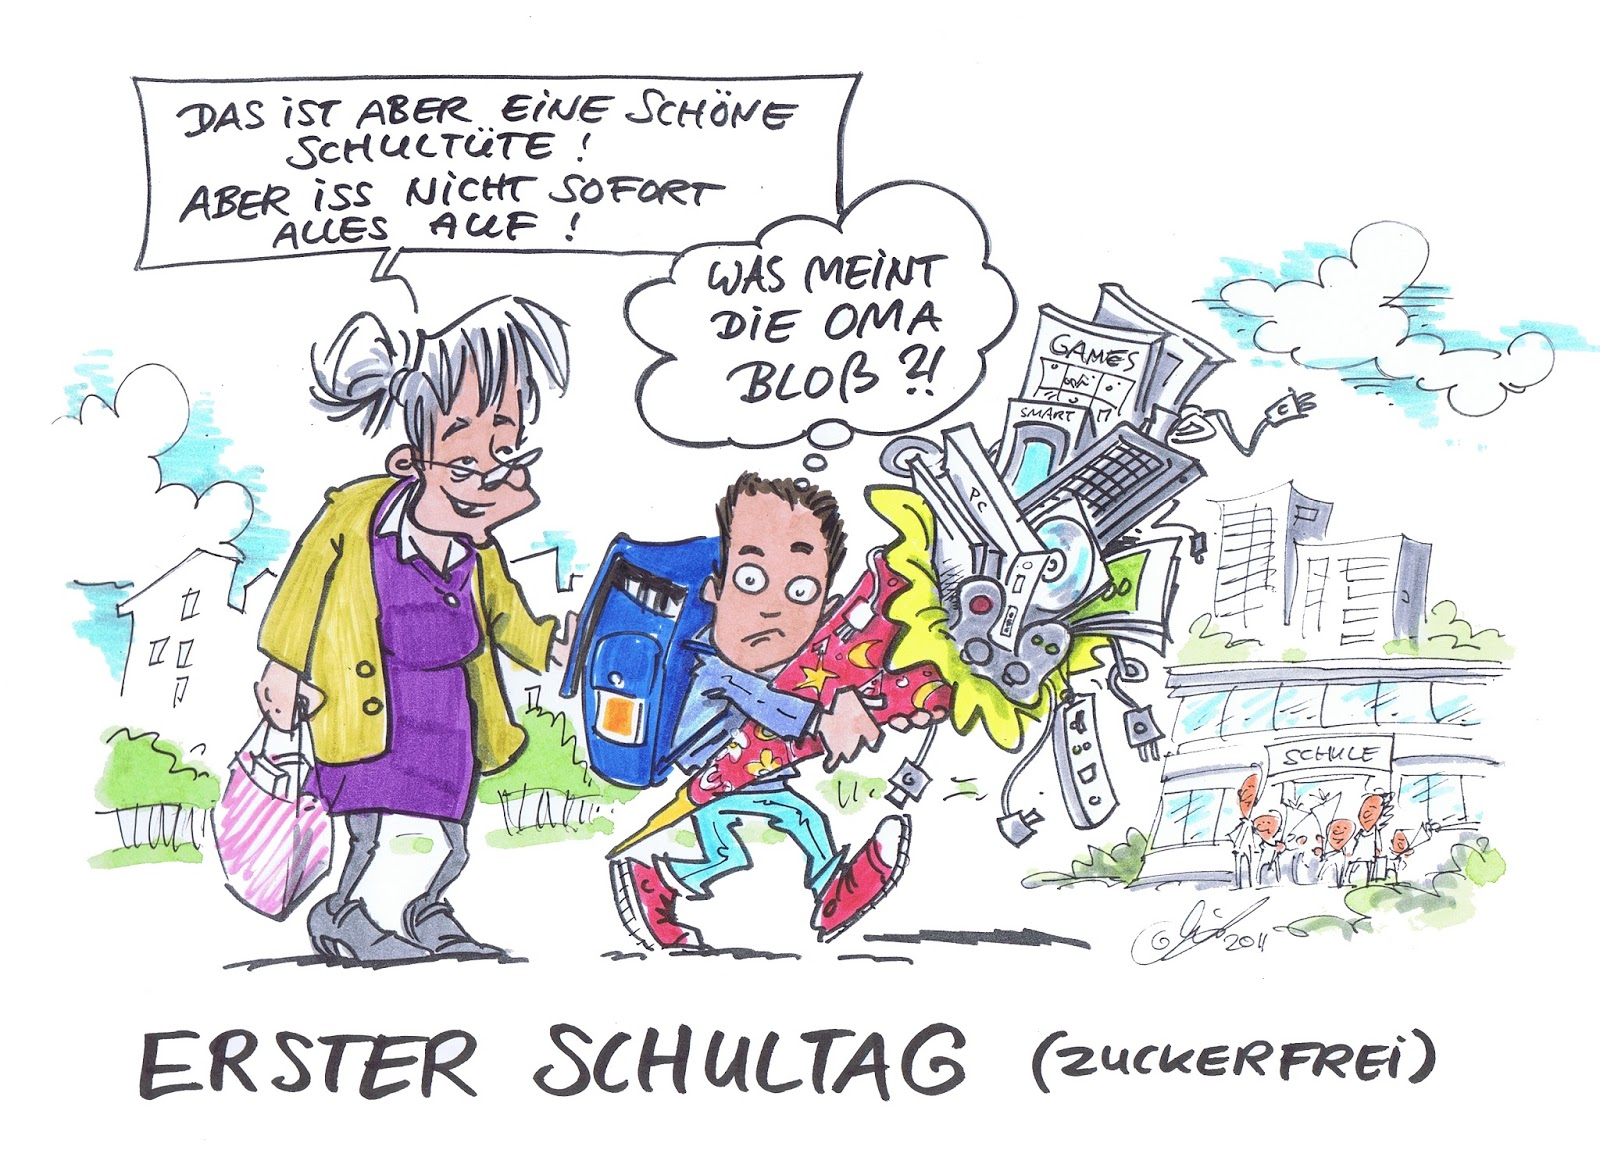 DAS iST ABER EiNE SCHÖNE
SCHULTÜTE!
ABER iSS NiCHT SOFORT
ALLES AUF!
WAS MEiNT
DiE OMA
BLOß?!
GAMES
SMART
PC
SCHULE
© 2011
ERSTER SCHULTAG (ZUCKERFREi)